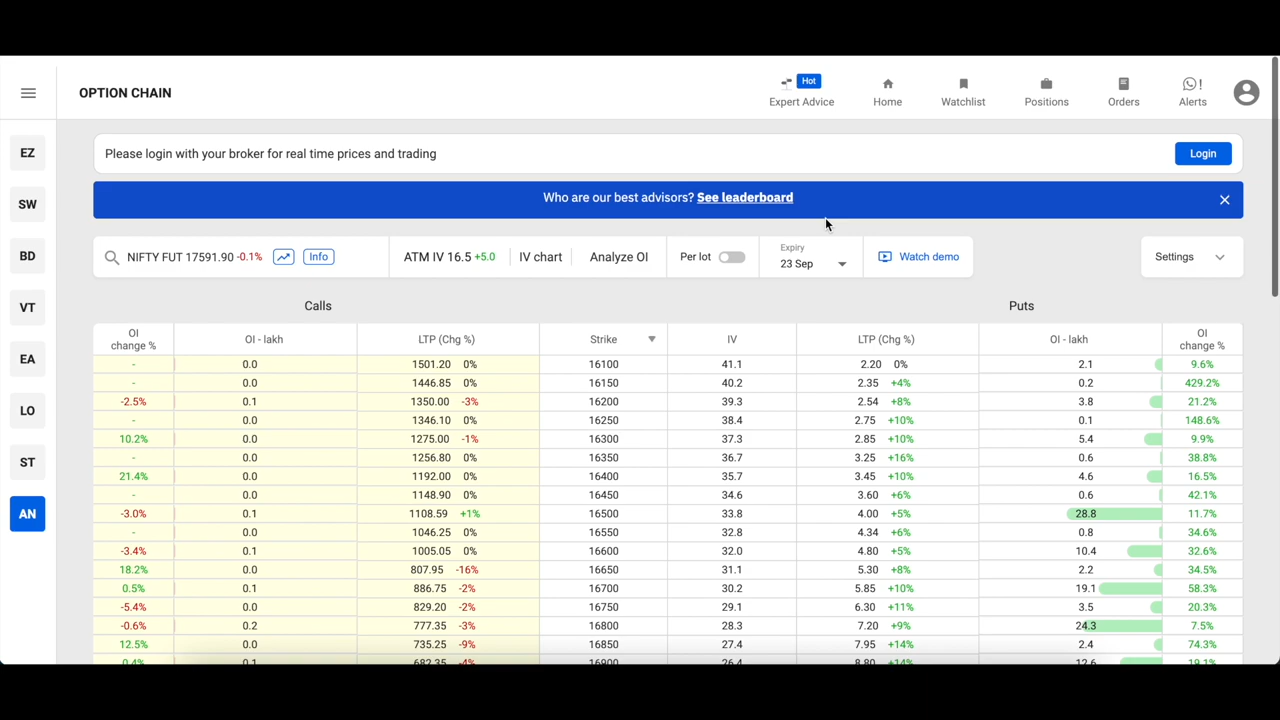 OPTION CHAIN
Hot
Expert Advice
Home
Watchlist
Positions
Orders
!
Alerts
EZ
SW
BD
VT
EA
LO
ST
AN
Please login with your broker for real time prices and trading
Login
Who are our best advisors? See leaderboard
NIFTY FUT 17591.90 -0.1% Info
ATM IV 16.5 +5.0 IV chart Analyze OI
Per lot
Expiry
23 Sep
Watch demo
Settings
Calls Puts
OI change % OI - lakh LTP (Chg %) Strike IV LTP (Chg %) OI - lakh OI change %
- 0.0 1501.20 0% 16100 41.1 2.20 0% 2.1 9.6%
- 0.0 1446.85 0% 16150 40.2 2.35 +4% 0.2 429.2%
-2.5% 0.1 1350.00 -3% 16200 39.3 2.54 +8% 3.8 21.2%
- 0.0 1346.10 0% 16250 38.4 2.75 +10% 0.1 148.6%
10.2% 0.0 1275.00 -1% 16300 37.3 2.85 +10% 5.4 9.9%
- 0.0 1256.80 0% 16350 36.7 3.25 +16% 0.6 38.8%
21.4% 0.0 1192.00 0% 16400 35.7 3.45 +10% 4.6 16.5%
- 0.0 1148.90 0% 16450 34.6 3.60 +6% 0.6 42.1%
-3.0% 0.1 1108.59 +1% 16500 33.8 4.00 +5% 28.8 11.7%
- 0.0 1046.25 0% 16550 32.8 4.34 +6% 0.8 34.6%
-3.4% 0.1 1005.05 0% 16600 32.0 4.80 +5% 10.4 32.6%
18.2% 0.0 807.95 -16% 16650 31.1 5.30 +8% 2.2 34.5%
0.5% 0.1 886.75 -2% 16700 30.2 5.85 +10% 19.1 58.3%
-5.4% 0.0 829.20 -2% 16750 29.1 6.30 +11% 3.5 20.3%
-0.6% 0.2 777.35 -3% 16800 28.3 7.20 +9% 24.3 7.5%
12.5% 0.0 735.25 -9% 16850 27.4 7.95 +14% 2.4 74.3%
0.4% 0.1 682.35 -4% 16900 26.4 8.80 +14% 12.6 19.1%